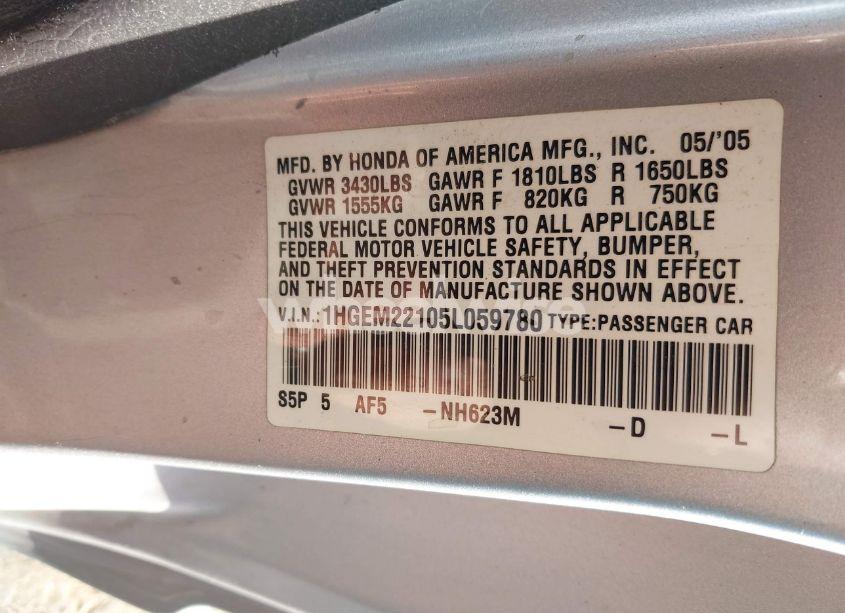 MFD. BY HONDA OF AMERICA MFG., INC. 05/'05
GVWR 3430LBS GAWR F 1810LBS R 1650LBS
GVWR 1555KG GAWR F 820KG R 750KG
THIS VEHICLE CONFORMS TO ALL APPLICABLE
FEDERAL MOTOR VEHICLE SAFETY, BUMPER,
AND THEFT PREVENTION STANDARDS IN EFFECT
ON THE DATE OF MANUFACTURE SHOWN ABOVE.
V.I.N.: 1HGEM22105L059780 TYPE:PASSENGER CAR
S5P 5 AF5 -NH623M -D -L